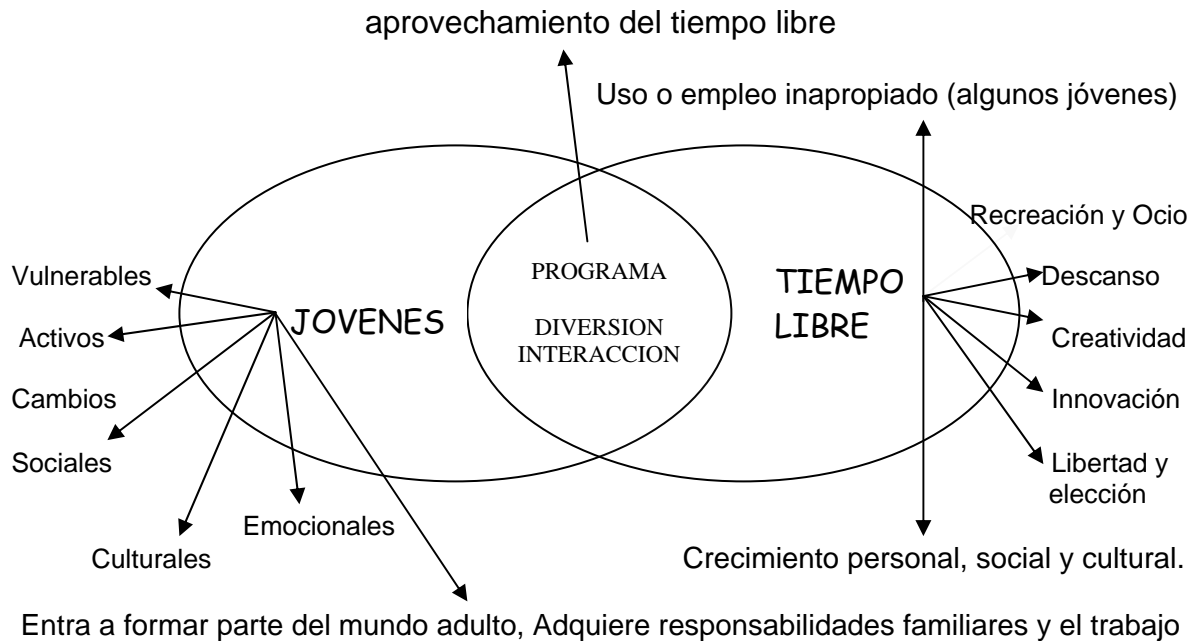 aprovechamiento del tiempo libre
Uso o empleo inapropiado (algunos jóvenes)
Recreación y Ocio
Vulnerables
Activos
Cambios
Sociales
Culturales
Emocionales
JOVENES
PROGRAMA
DIVERSION
INTERACCION
TIEMPO
LIBRE
Descanso
Creatividad
Innovación
Libertad y
elección
Crecimiento personal, social y cultural.
Entra a formar parte del mundo adulto, Adquiere responsabilidades familiares y el trabajo